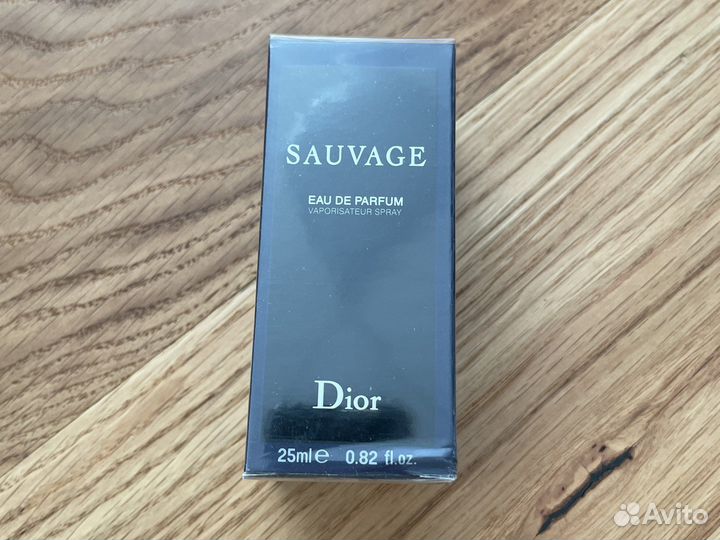 SAUVAGE
EAU DE PARFUM
VAPORISATEUR SPRAY
Dior
25ml e 0.82 fl.oz.
Avito